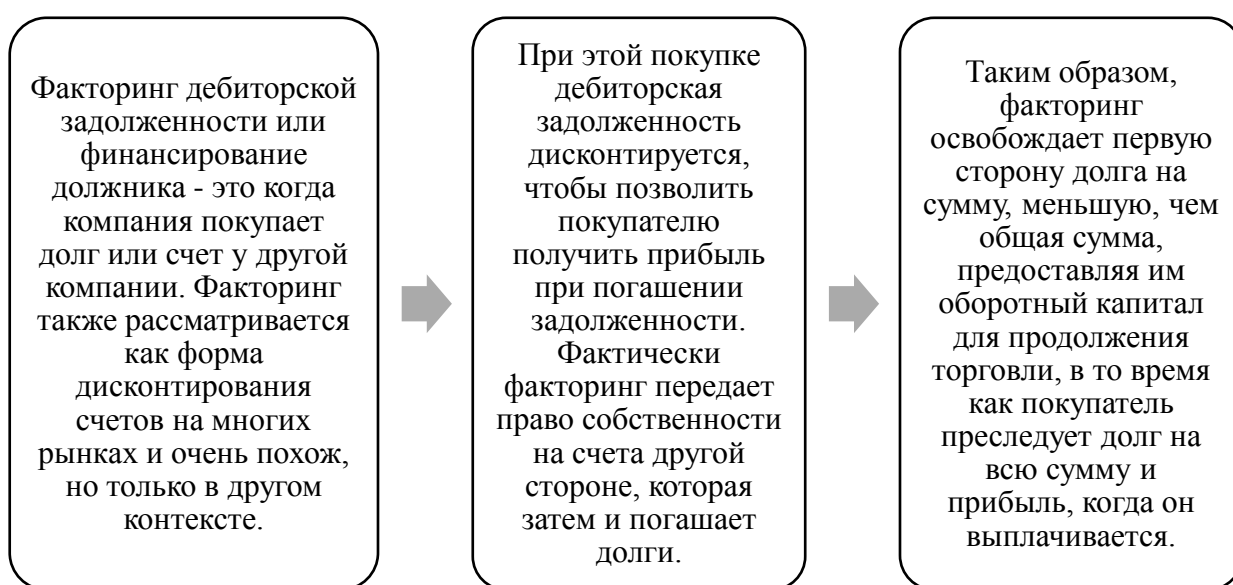 Факторинг дебиторской
задолженности или
финансирование
должника - это когда
компания покупает
долг или счет у другой
компании. Факторинг
также рассматривается
как форма
дисконтирования
счетов на многих
рынках и очень похож,
но только в другом
контексте.
При этой покупке
дебиторская
задолженность
дисконтируется,
чтобы позволить
покупателю
получить прибыль
при погашении
задолженности.
Фактически
факторинг передает
право собственности
на счета другой
стороне, которая
затем и погашает
долги.
Таким образом,
факторинг
освобождает первую
сторону долга на
сумму, меньшую, чем
общая сумма,
предоставляя им
оборотный капитал
для продолжения
торговли, в то время
как покупатель
преследует долг на
всю сумму и
прибыль, когда он
выплачивается.